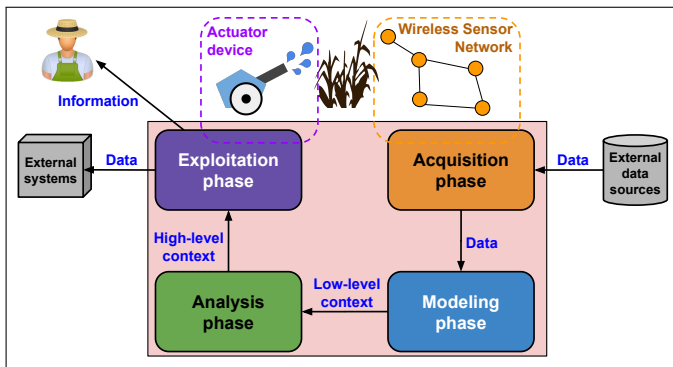 Actuator
device
Wireless Sensor
Network
Information
External
systems
Data
Exploitation
phase
Acquisition
phase
Data
External
data
sources
High-level
context
Data
Analysis
phase
Low-level
context
Modeling
phase